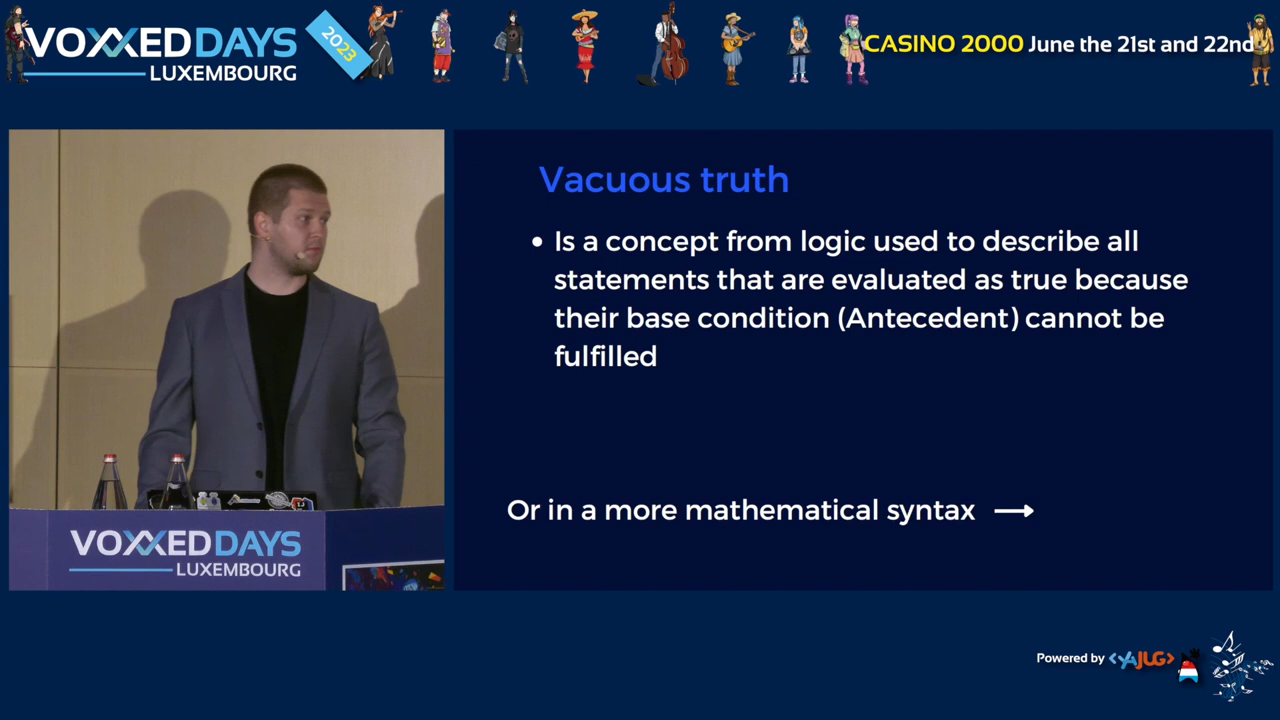 VOXXED DAYS
LUXEMBOURG
2023
CASINO 2000 June the 21st and 22nd
Vacuous truth
• Is a concept from logic used to describe all
statements that are evaluated as true because
their base condition (Antecedent) cannot be
fulfilled
Or in a more mathematical syntax →
VOXXED DAYS
LUXEMBOURG
Powered by <YAJUG>